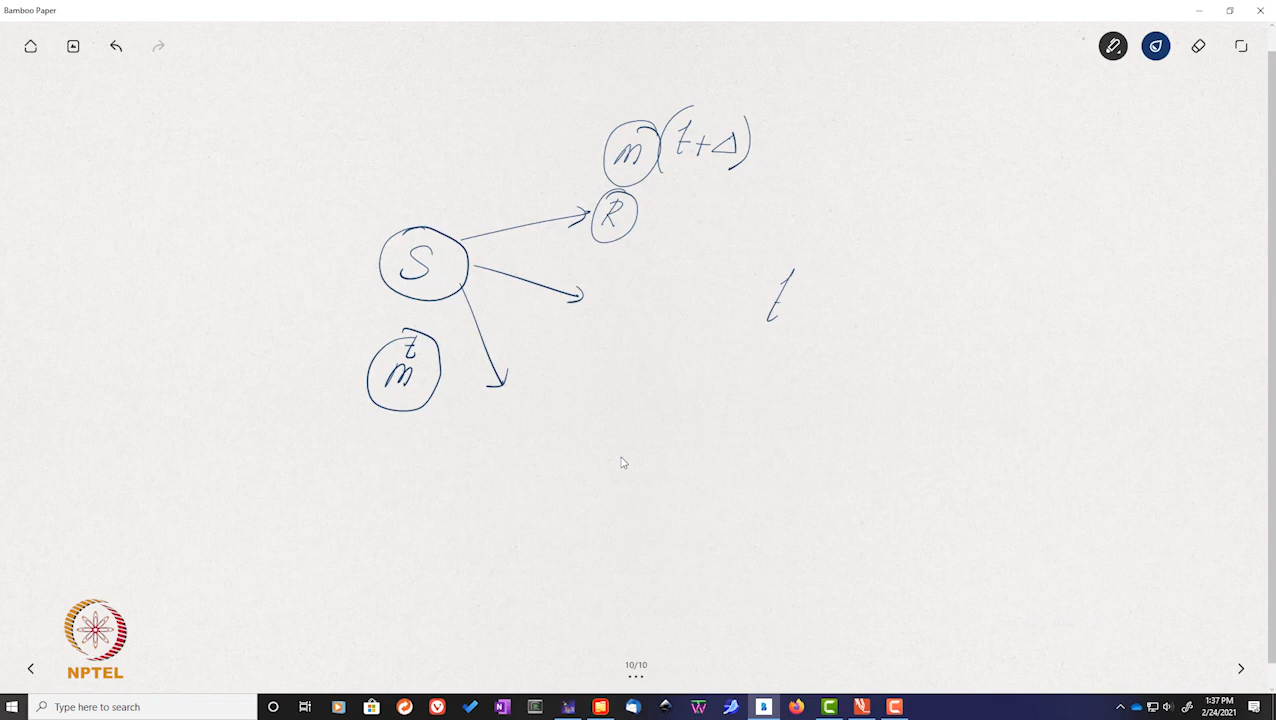 Bamboo Paper
m (t+Δ)
R
S
t
t
m
NPTEL
10/10
Type here to search
1:37 PM
2/24/2021